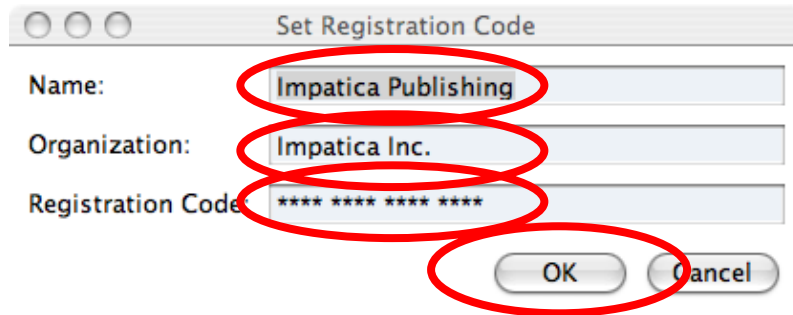 Set Registration Code
Name: Impatica Publishing
Organization: Impatica Inc.
Registration Code: **** **** **** ****
OK Cancel